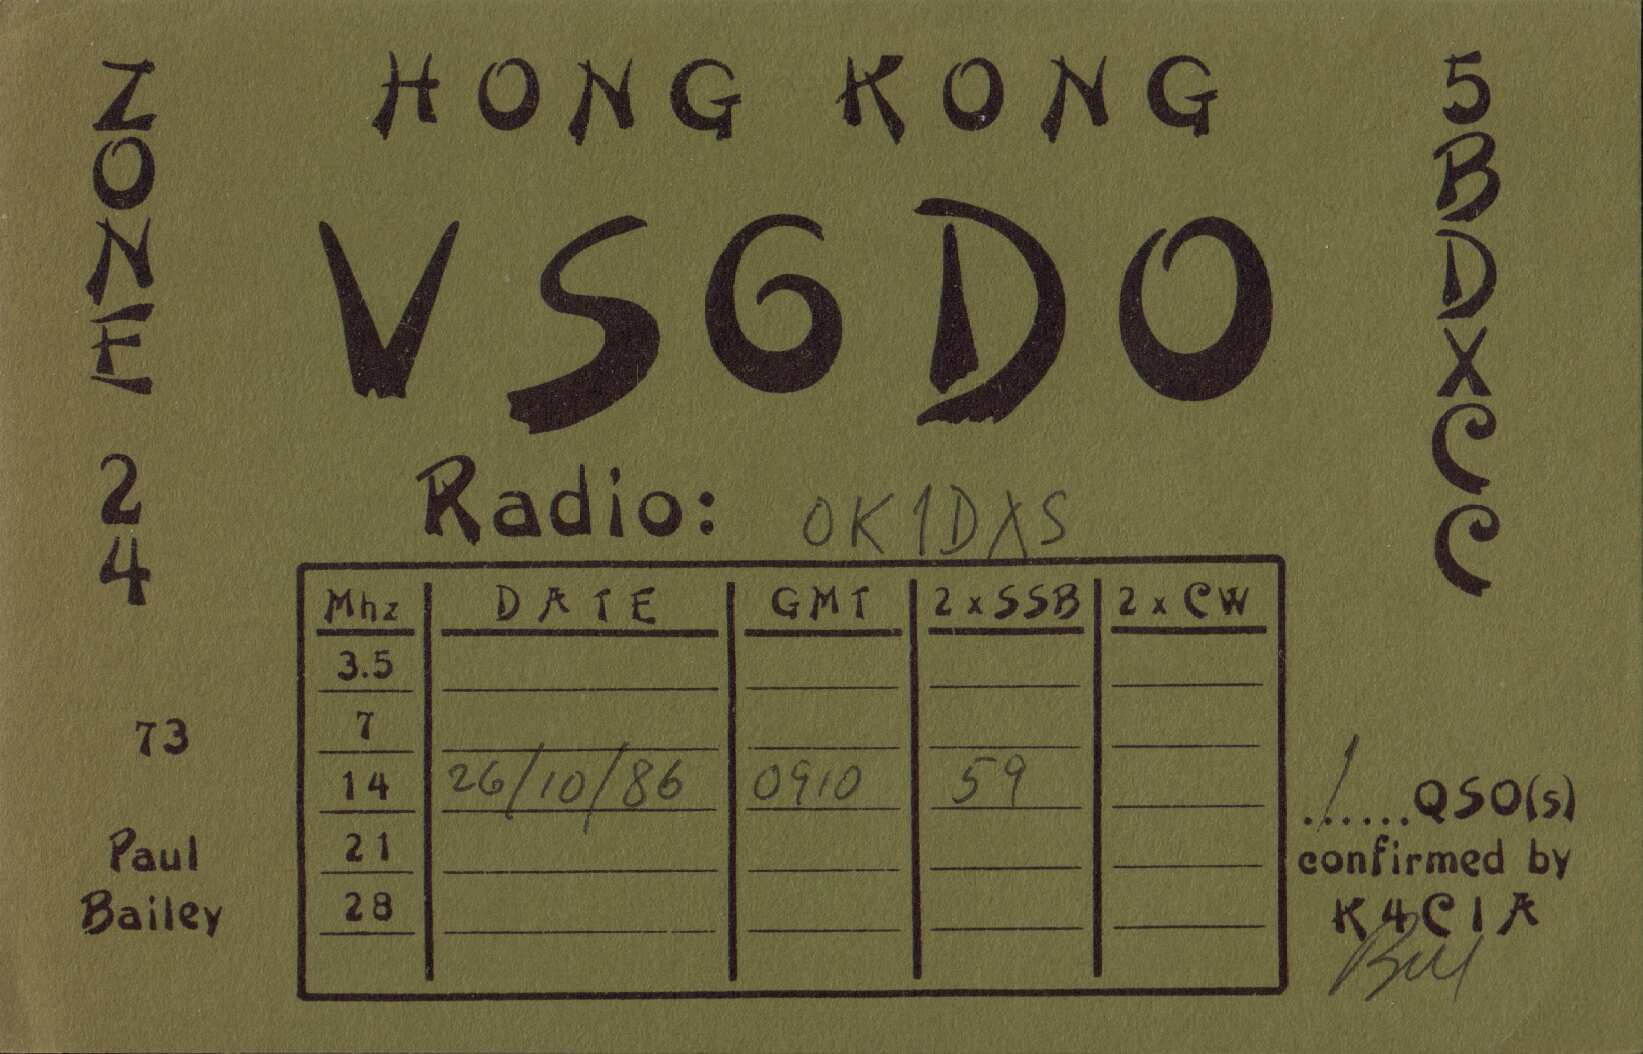 HONG KONG
ZONE 24
5BDXCC
VS6DO
Radio: OK1DXS
Mhz DATE GMT 2xSSB 2xCW
3.5
7
14 26/10/86 0910 59
21
28
73
Paul
Bailey
1 ......QSO(s)
confirmed by
K4CIA
Bill